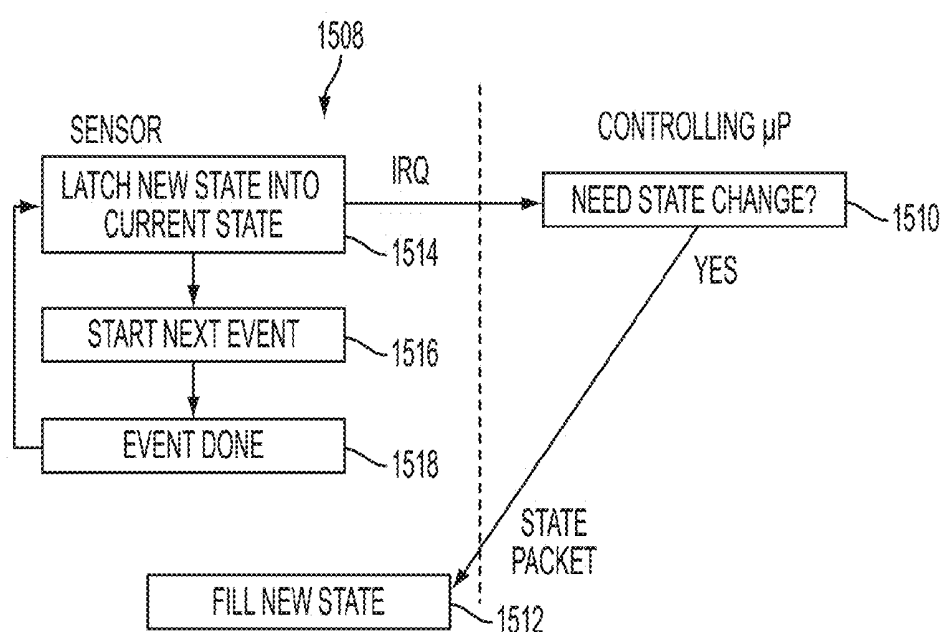 1508
SENSOR
CONTROLLING µP
LATCH NEW STATE INTO
CURRENT STATE
IRQ
NEED STATE CHANGE?
1510
1514
YES
START NEXT EVENT
1516
EVENT DONE
1518
STATE
PACKET
FILL NEW STATE
1512